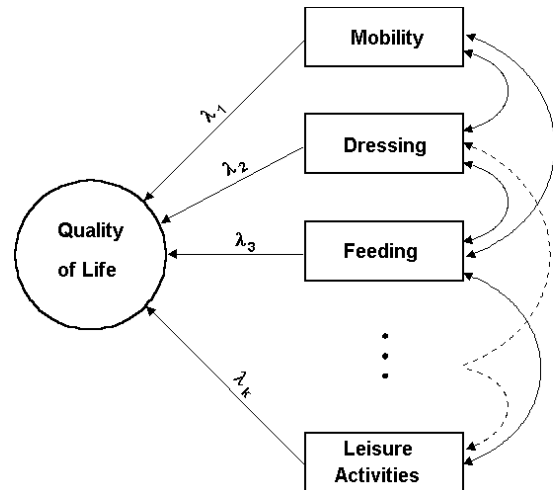 Mobility
λ₁
Dressing
λ₂
Quality
of Life
λ₃
Feeding
λₖ
Leisure
Activities